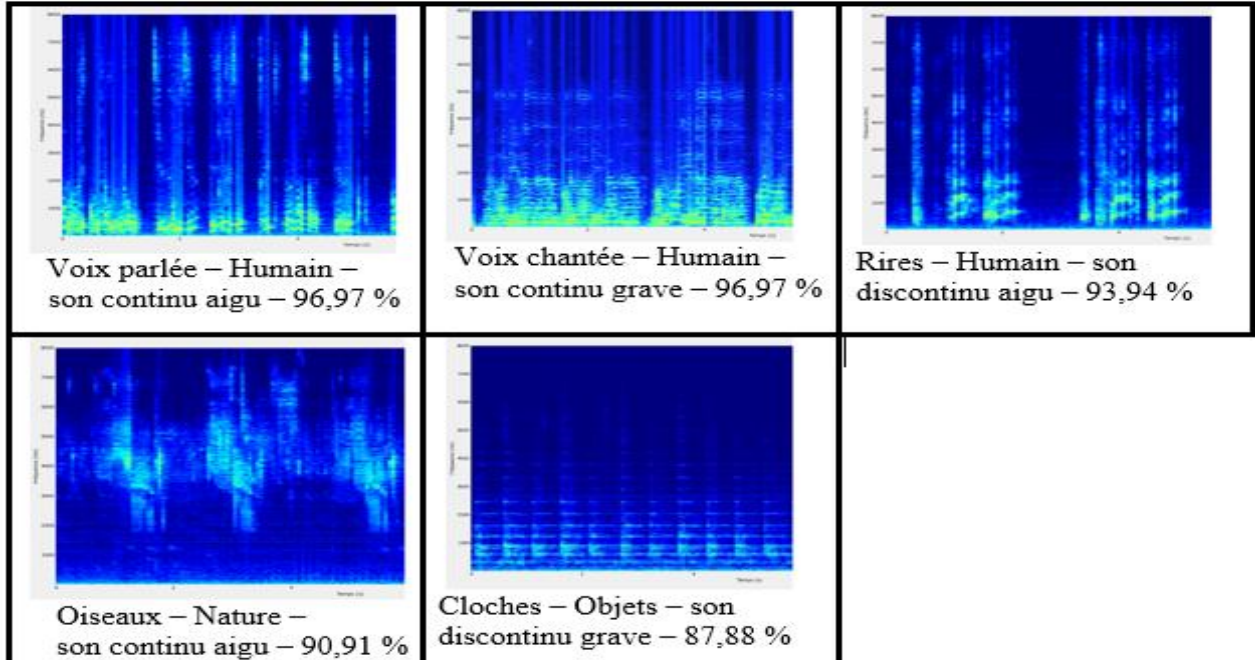 Voix parlée – Humain –
son continu aigu – 96,97 %
Voix chantée – Humain –
son continu grave – 96,97 %
Rires – Humain – son
discontinu aigu – 93,94 %
Oiseaux – Nature –
son continu aigu – 90,91 %
Cloches – Objets – son
discontinu grave – 87,88 %